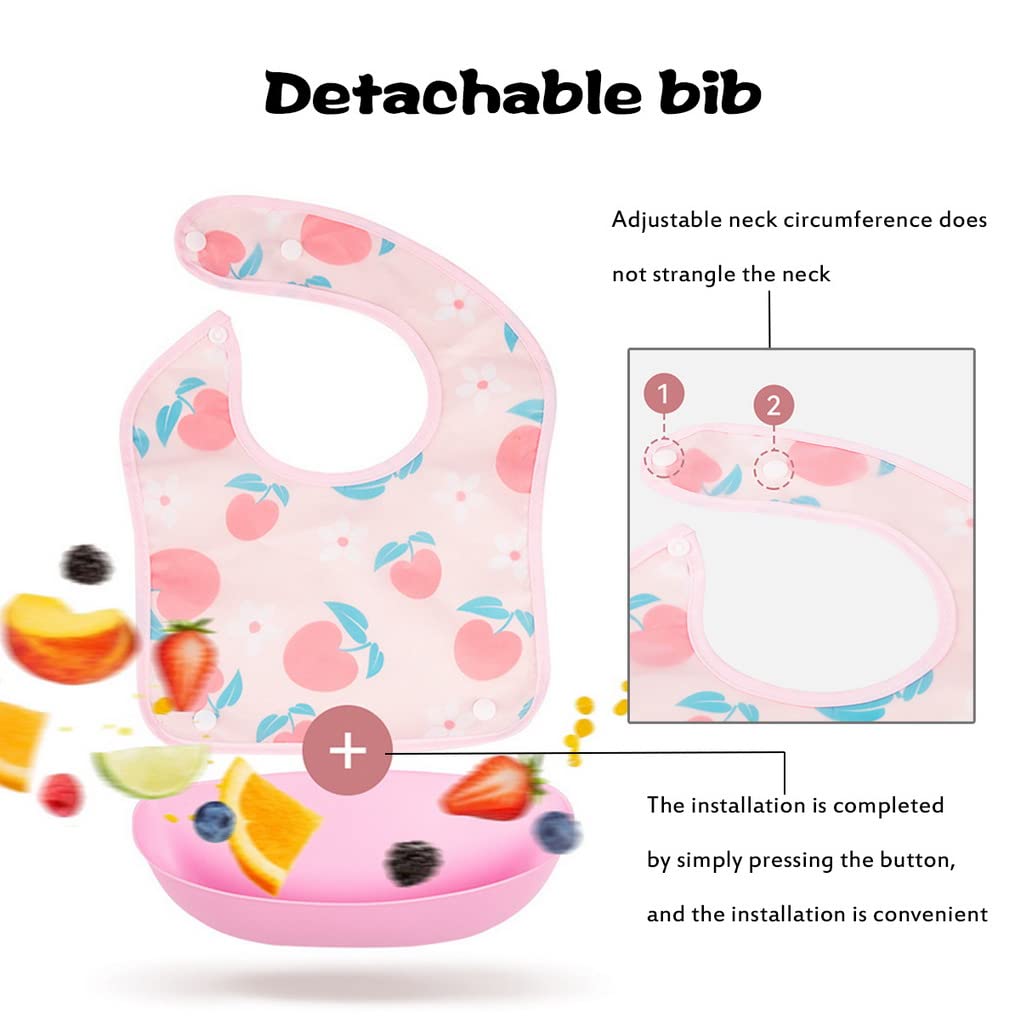 Detachable bib
Adjustable neck circumference does
not strangle the neck
1
2
+
The installation is completed
by simply pressing the button,
and the installation is convenient